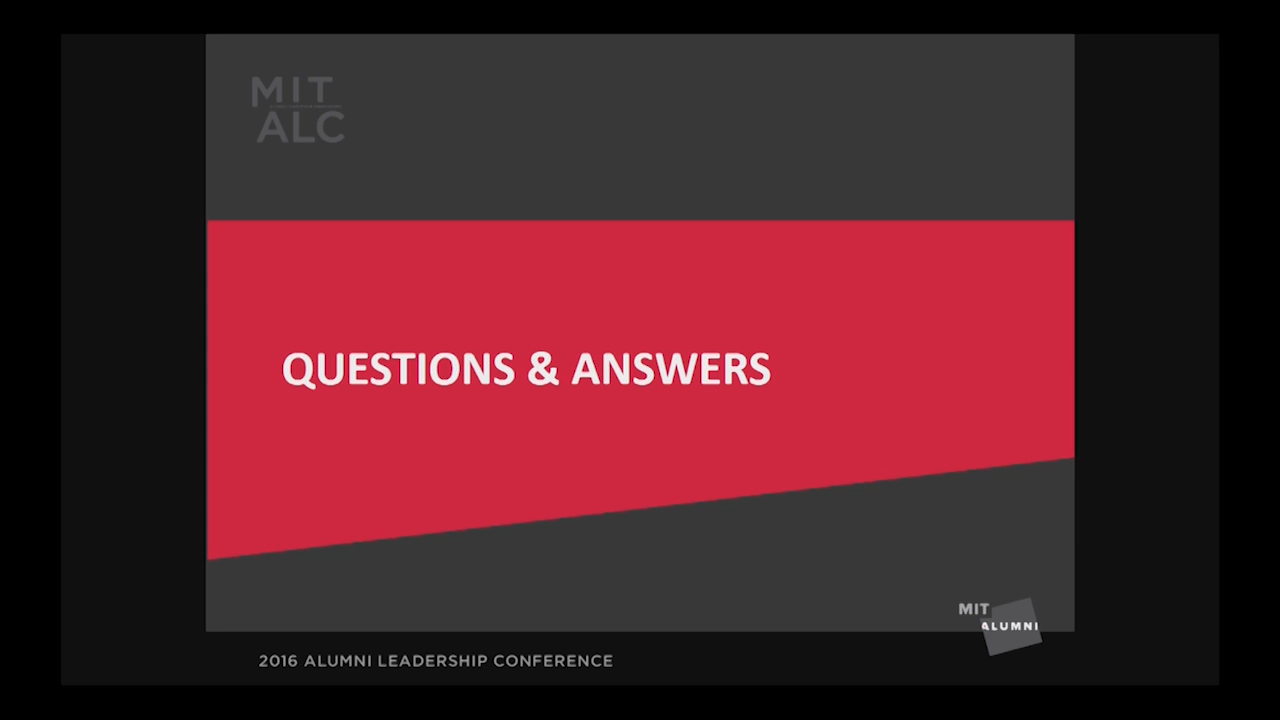 MIT
ALC
QUESTIONS & ANSWERS
MIT
ALUMNI
2016 ALUMNI LEADERSHIP CONFERENCE